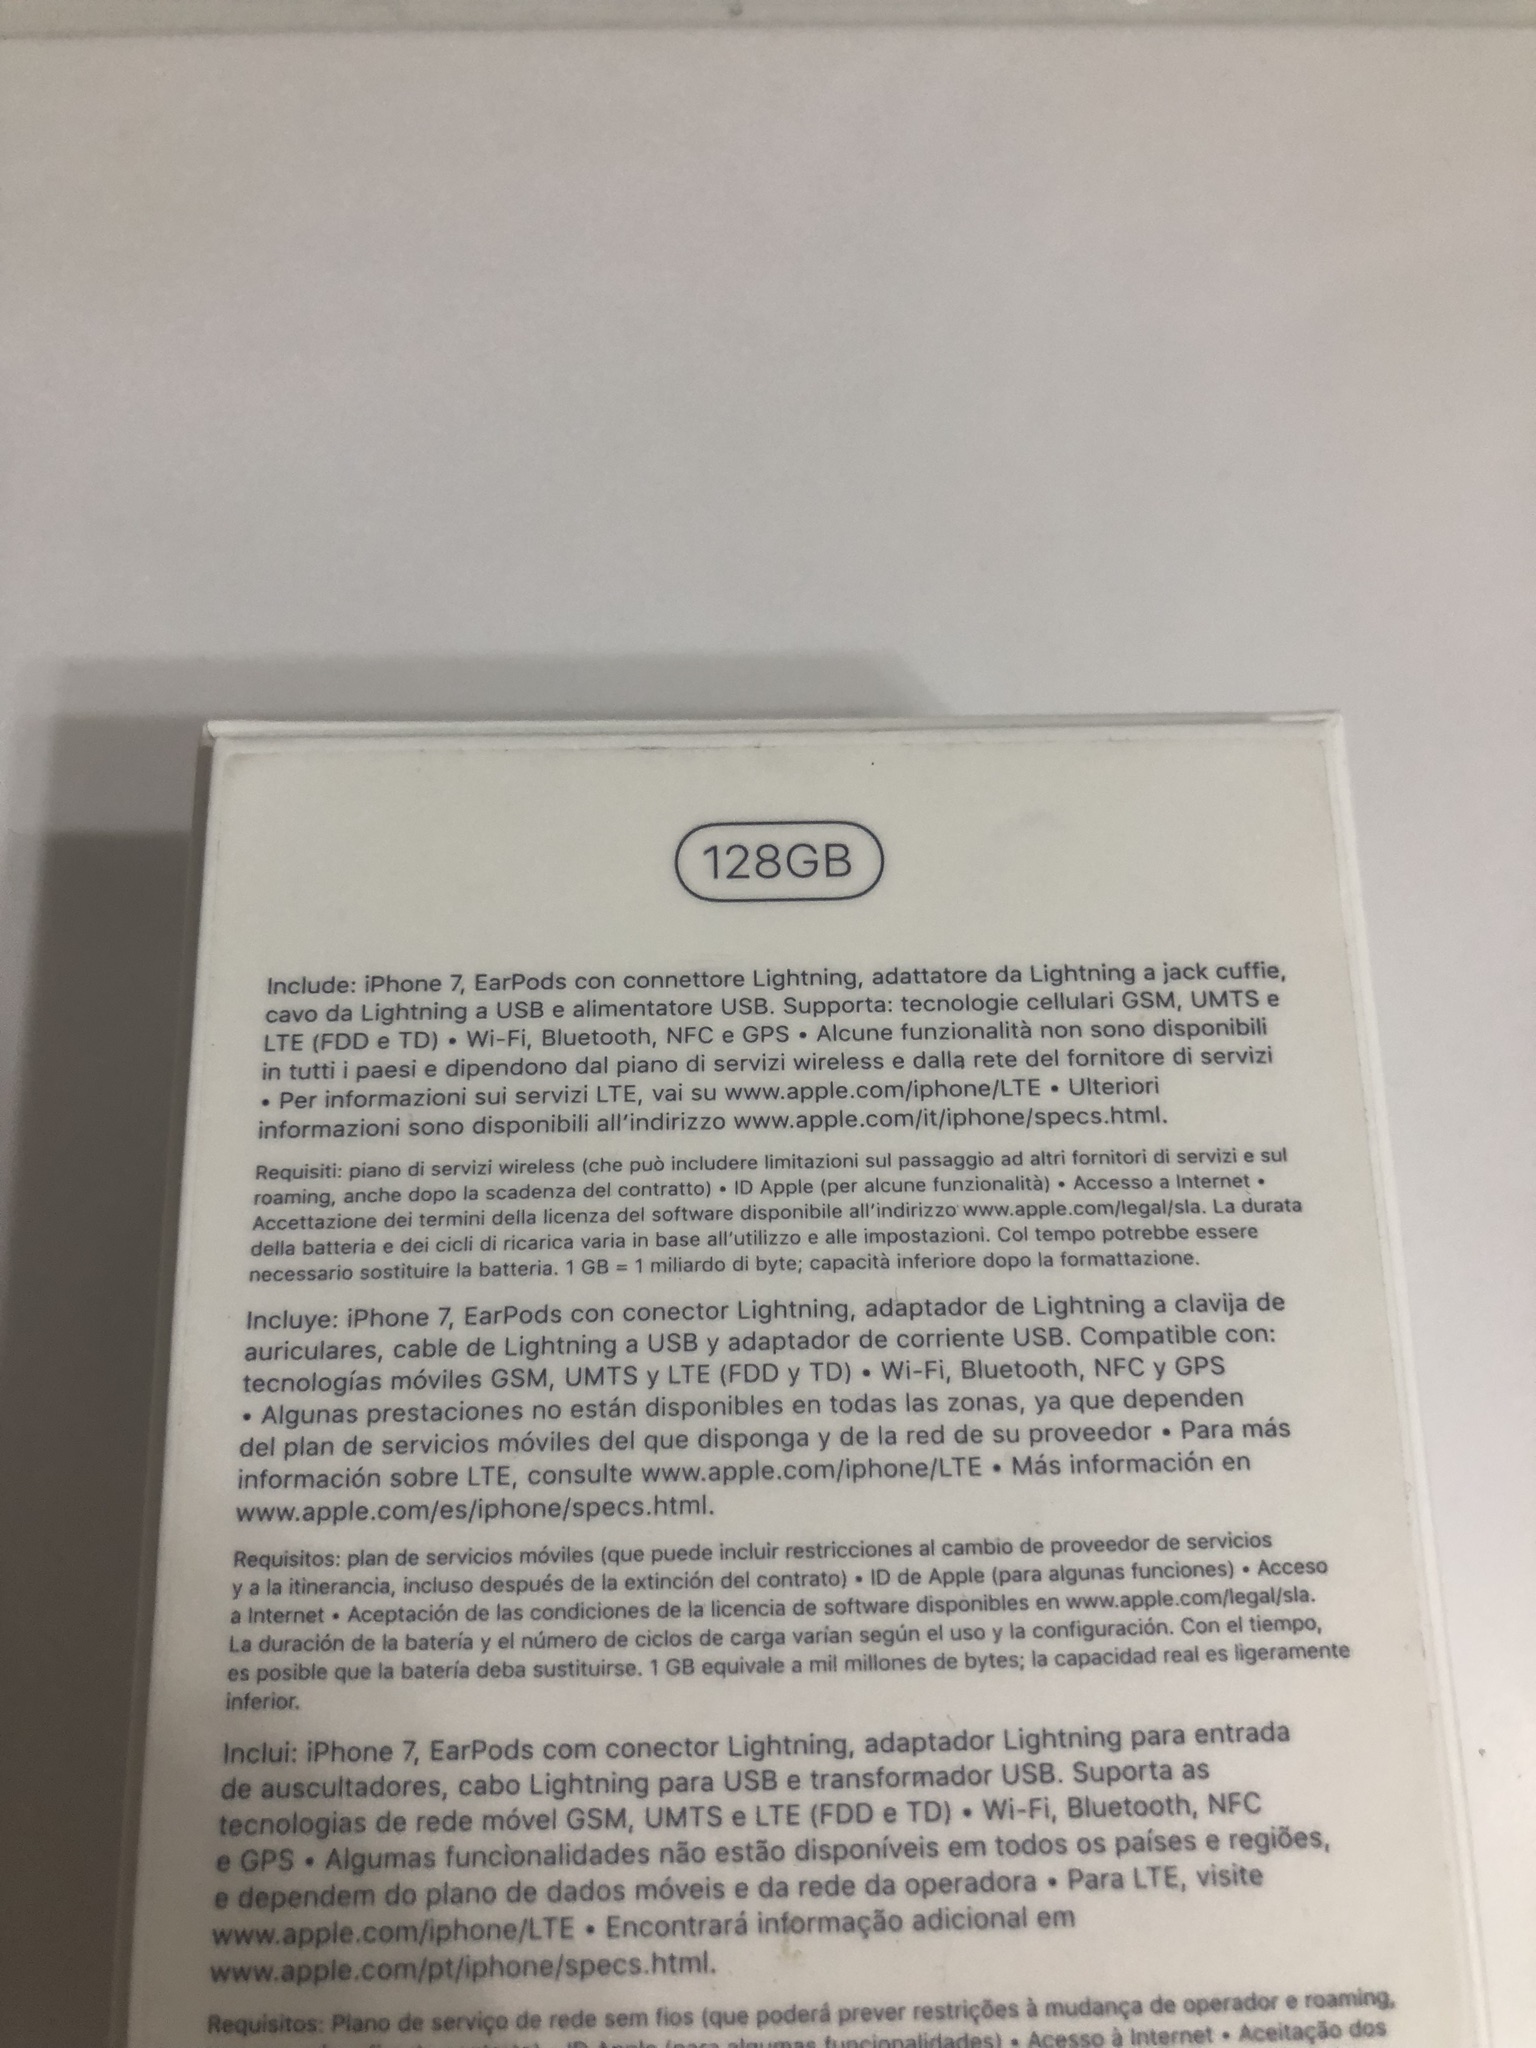 128GB
Include: iPhone 7, EarPods con connettore Lightning, adattatore da Lightning a jack cuffie,
cavo da Lightning a USB e alimentatore USB. Supporta: tecnologie cellulari GSM, UMTS e
LTE (FDD e TD) • Wi-Fi, Bluetooth, NFC e GPS • Alcune funzionalità non sono disponibili
in tutti i paesi e dipendono dal piano di servizi wireless e dalla rete del fornitore di servizi
• Per informazioni sui servizi LTE, vai su www.apple.com/iphone/LTE • Ulteriori
informazioni sono disponibili all'indirizzo www.apple.com/it/iphone/specs.html.
Requisiti: piano di servizi wireless (che può includere limitazioni sul passaggio ad altri fornitori di servizi e sul
roaming, anche dopo la scadenza del contratto) • ID Apple (per alcune funzionalità) • Accesso a Internet •
Accettazione dei termini della licenza del software disponibile all'indirizzo www.apple.com/legal/sla. La durata
della batteria e dei cicli di ricarica varia in base all'utilizzo e alle impostazioni. Col tempo potrebbe essere
necessario sostituire la batteria. 1 GB = 1 miliardo di byte; capacità inferiore dopo la formattazione.
Incluye: iPhone 7, EarPods con conector Lightning, adaptador de Lightning a clavija de
auriculares, cable de Lightning a USB y adaptador de corriente USB. Compatible con:
tecnologías móviles GSM, UMTS y LTE (FDD y TD) • Wi-Fi, Bluetooth, NFC y GPS
• Algunas prestaciones no están disponibles en todas las zonas, ya que dependen
del plan de servicios móviles del que disponga y de la red de su proveedor • Para más
información sobre LTE, consulte www.apple.com/iphone/LTE • Más información en
www.apple.com/es/iphone/specs.html.
Requisitos: plan de servicios móviles (que puede incluir restricciones al cambio de proveedor de servicios
y a la itinerancia, incluso después de la extinción del contrato) • ID de Apple (para algunas funciones) • Acceso
a Internet • Aceptación de las condiciones de la licencia de software disponibles en www.apple.com/legal/sla.
La duración de la batería y el número de ciclos de carga varían según el uso y la configuración. Con el tiempo,
es posible que la batería deba sustituirse. 1 GB equivale a mil millones de bytes; la capacidad real es ligeramente
inferior.
Inclui: iPhone 7, EarPods com conector Lightning, adaptador Lightning para entrada
de auscultadores, cabo Lightning para USB e transformador USB. Suporta as
tecnologias de rede móvel GSM, UMTS e LTE (FDD e TD) • Wi-Fi, Bluetooth, NFC
e GPS • Algumas funcionalidades não estão disponíveis em todos os países e regiões,
e dependem do plano de dados móveis e da rede da operadora • Para LTE, visite
www.apple.com/iphone/LTE • Encontrará informação adicional em
www.apple.com/pt/iphone/specs.html.
Requisitos: Plano de serviço de rede sem fios (que poderá prever restrições à mudança de operador e roaming,
ID Apple (para algumas funcionalidades) • Acesso à Internet • Aceitação dos